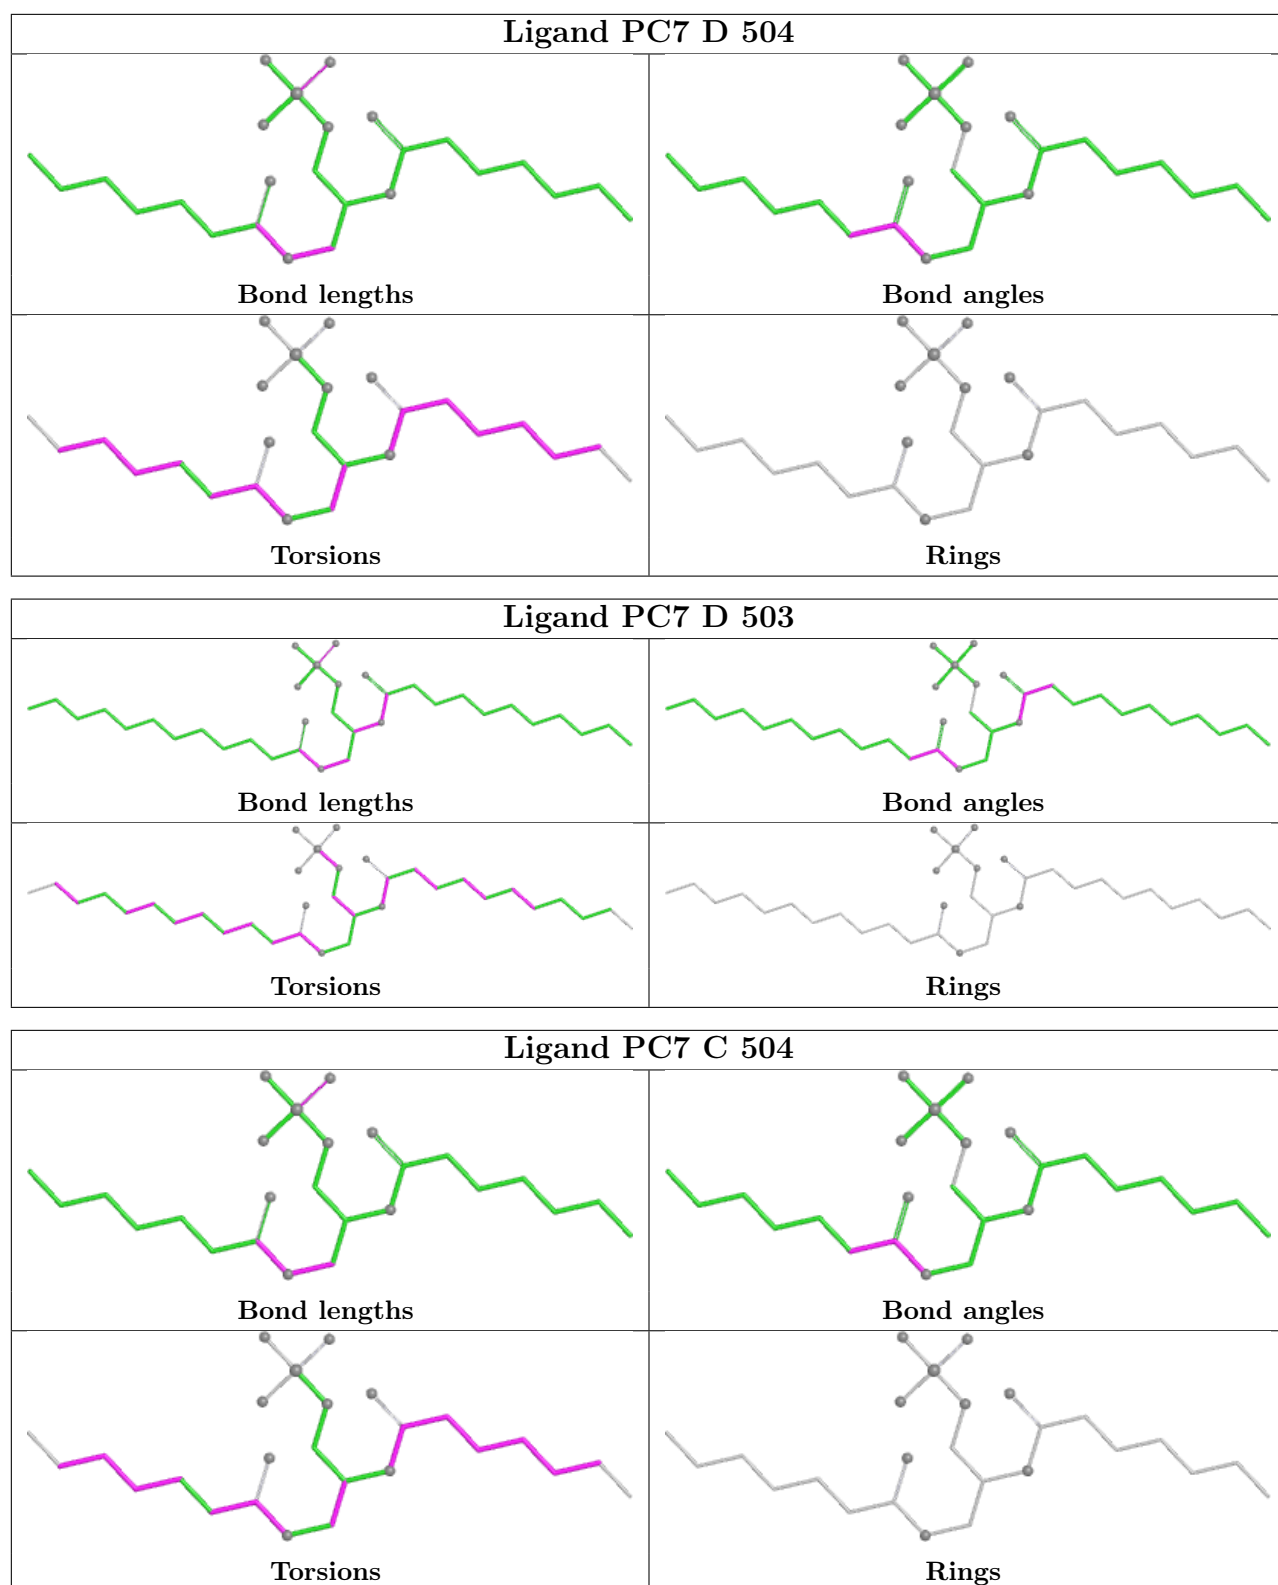 Ligand PC7 D 504
Bond lengths
Bond angles
Torsions
Rings
Ligand PC7 D 503
Bond lengths
Bond angles
Torsions
Rings
Ligand PC7 C 504
Bond lengths
Bond angles
Torsions
Rings